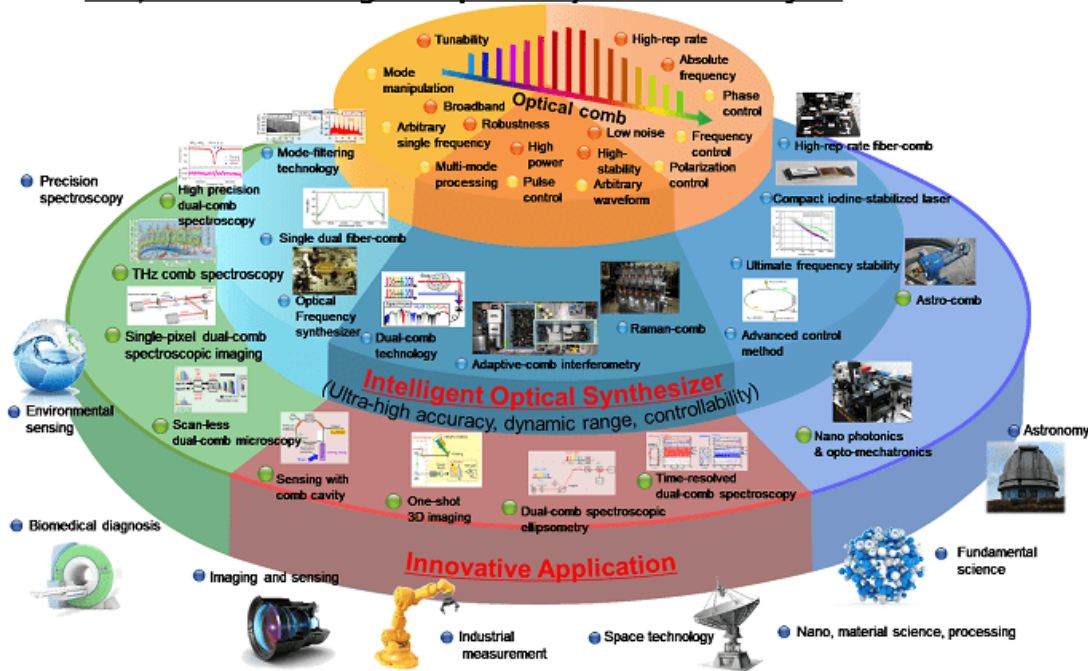 Tunability
High-rep rate
Absolute
frequency
Mode
manipulation
Phase
control
Optical comb
Broadband
Robustness
Low noise
Arbitrary
single frequency
Frequency
control
High
power
High-
stability
Multi-mode
processing
Pulse
control
Arbitrary
waveform
Polarization
control
Mode-filtering
technology
High-rep rate fiber-comb
Precision
spectroscopy
High precision
dual-comb
spectroscopy
Compact iodine-stabilized laser
Single dual fiber-comb
THz comb spectroscopy
Ultimate frequency stability
Optical
Frequency
synthesizer
Astro-comb
Single-pixel dual-comb
spectroscopic imaging
Dual-comb
technology
Adaptive-comb interferometry
Raman-comb
Advanced control
method
Intelligent Optical Synthesizer
(Ultra-high accuracy, dynamic range, controllability)
Environmental
sensing
Scan-less
dual-comb microscopy
Nano photonics
& opto-mechatronics
Astronomy
Sensing with
comb cavity
One-shot
3D imaging
Dual-comb spectroscopic
ellipsometry
Time-resolved
dual-comb spectroscopy
Biomedical diagnosis
Innovative Application
Fundamental
science
Imaging and sensing
Industrial
measurement
Space technology
Nano, material science, processing